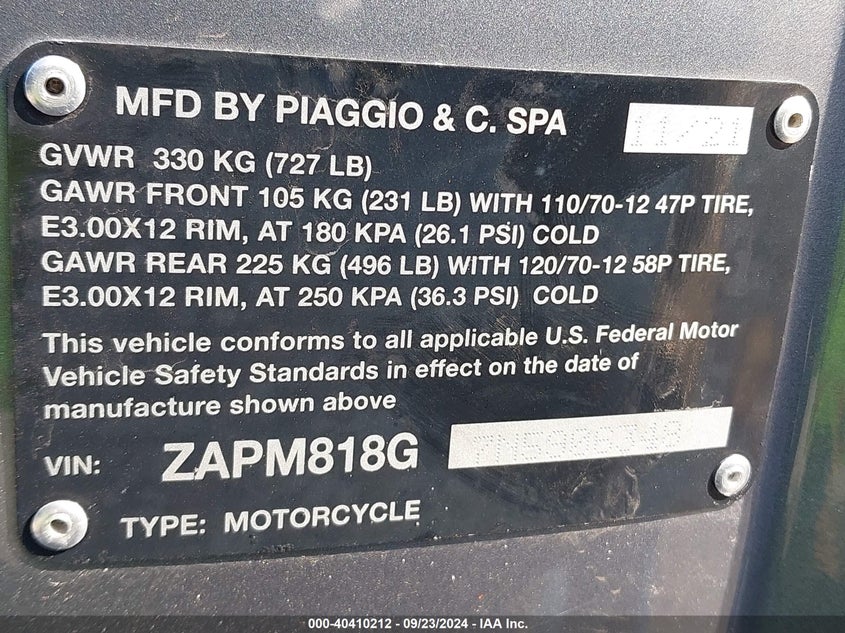 MFD BY PIAGGIO & C. SPA 11/21
GVWR 330 KG (727 LB)
GAWR FRONT 105 KG (231 LB) WITH 110/70-12 47P TIRE,
E3.00X12 RIM, AT 180 KPA (26.1 PSI) COLD
GAWR REAR 225 KG (496 LB) WITH 120/70-12 58P TIRE,
E3.00X12 RIM, AT 250 KPA (36.3 PSI) COLD
This vehicle conforms to all applicable U.S. Federal Motor
Vehicle Safety Standards in effect on the date of
manufacture shown above
VIN: ZAPM818G 7N5906349
TYPE: MOTORCYCLE
000-40410212 - 09/23/2024 - IAA Inc.